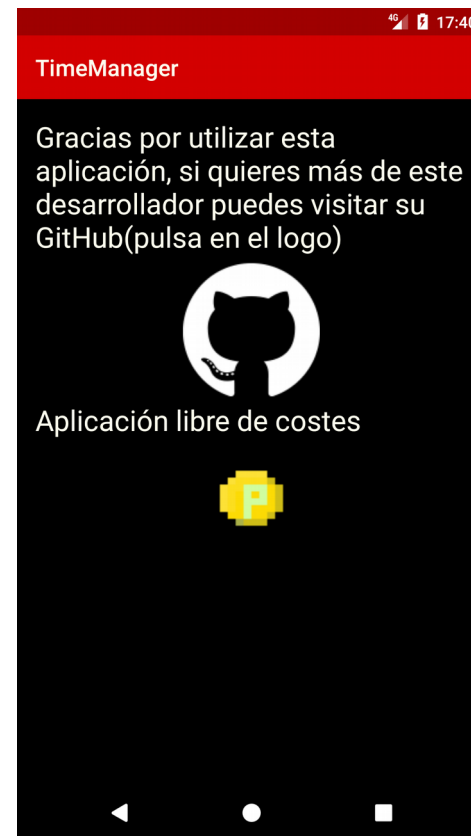 4G 17:40
TimeManager
Gracias por utilizar esta
aplicación, si quieres más de este
desarrollador puedes visitar su
GitHub(pulsa en el logo)
Aplicación libre de costes
P